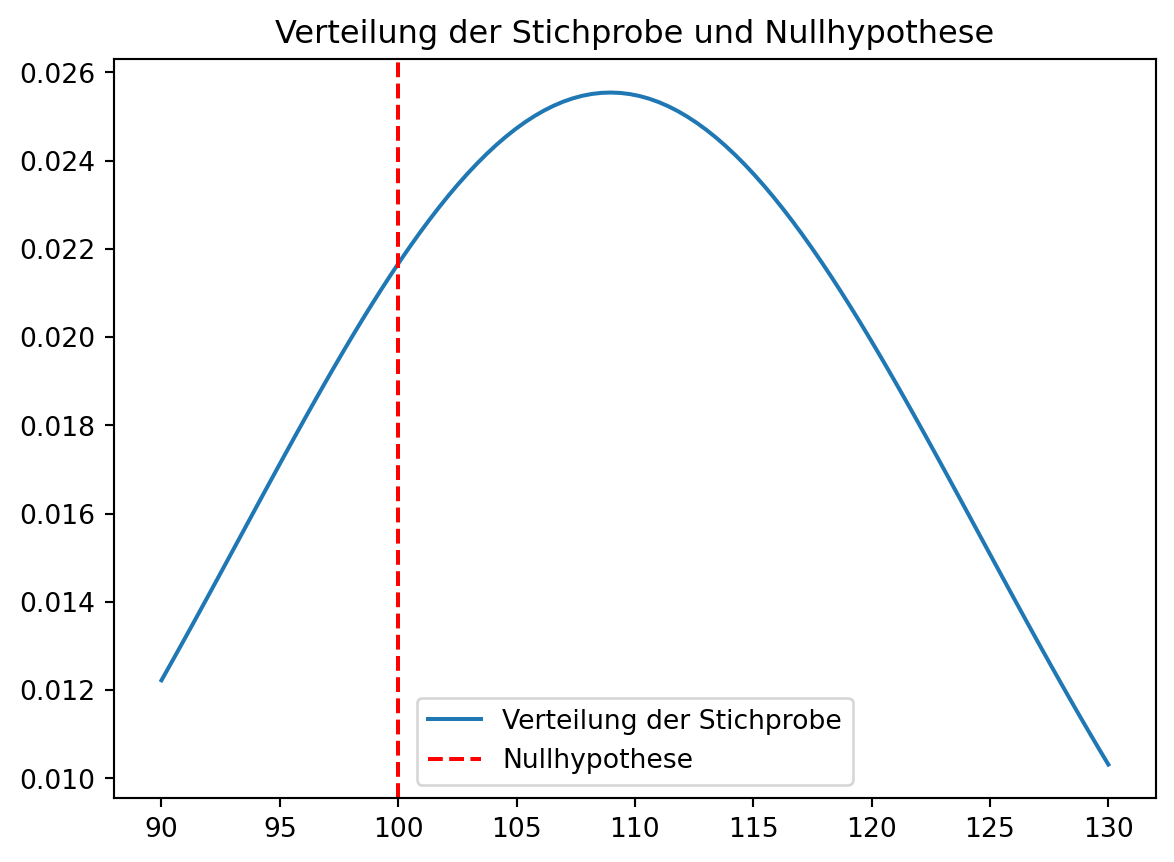 Verteilung der Stichprobe und Nullhypothese
0.026
0.024
0.022
0.020
0.018
0.016
0.014
0.012
0.010
Verteilung der Stichprobe
Nullhypothese
90 95 100 105 110 115 120 125 130